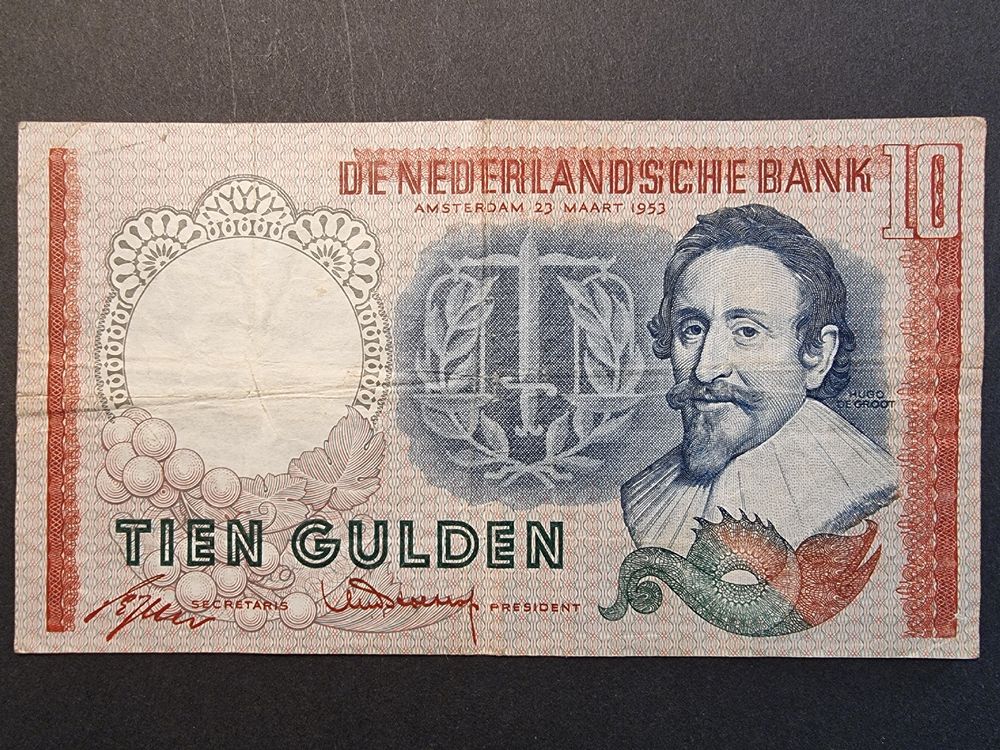 DE NEDERLANDSCHE BANK 10
AMSTERDAM 23 MAART 1953
HUGO
DE GROOT
TIEN GULDEN
SECRETARIS
PRESIDENT